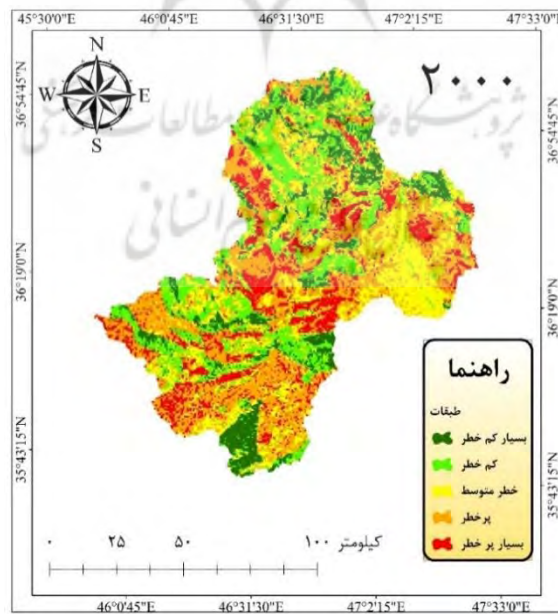 45°30'0"E 46°0'45"E 46°31'30"E 47°2'15"E 47°33'0"E
۲۰۰۰
N
W E
S
36°54'45"N
36°54'45"N
36°19'0"N
36°19'0"N
35°43'15"N
35°43'15"N
راهنما
طبقات
بسیار کم خطر
کم خطر
خطر متوسط
پرخطر
بسیار پر خطر
۰ ۲۵ ۵۰ ۱۰۰ کیلومتر
46°0'45"E 46°31'30"E 47°2'15"E 47°33'0"E